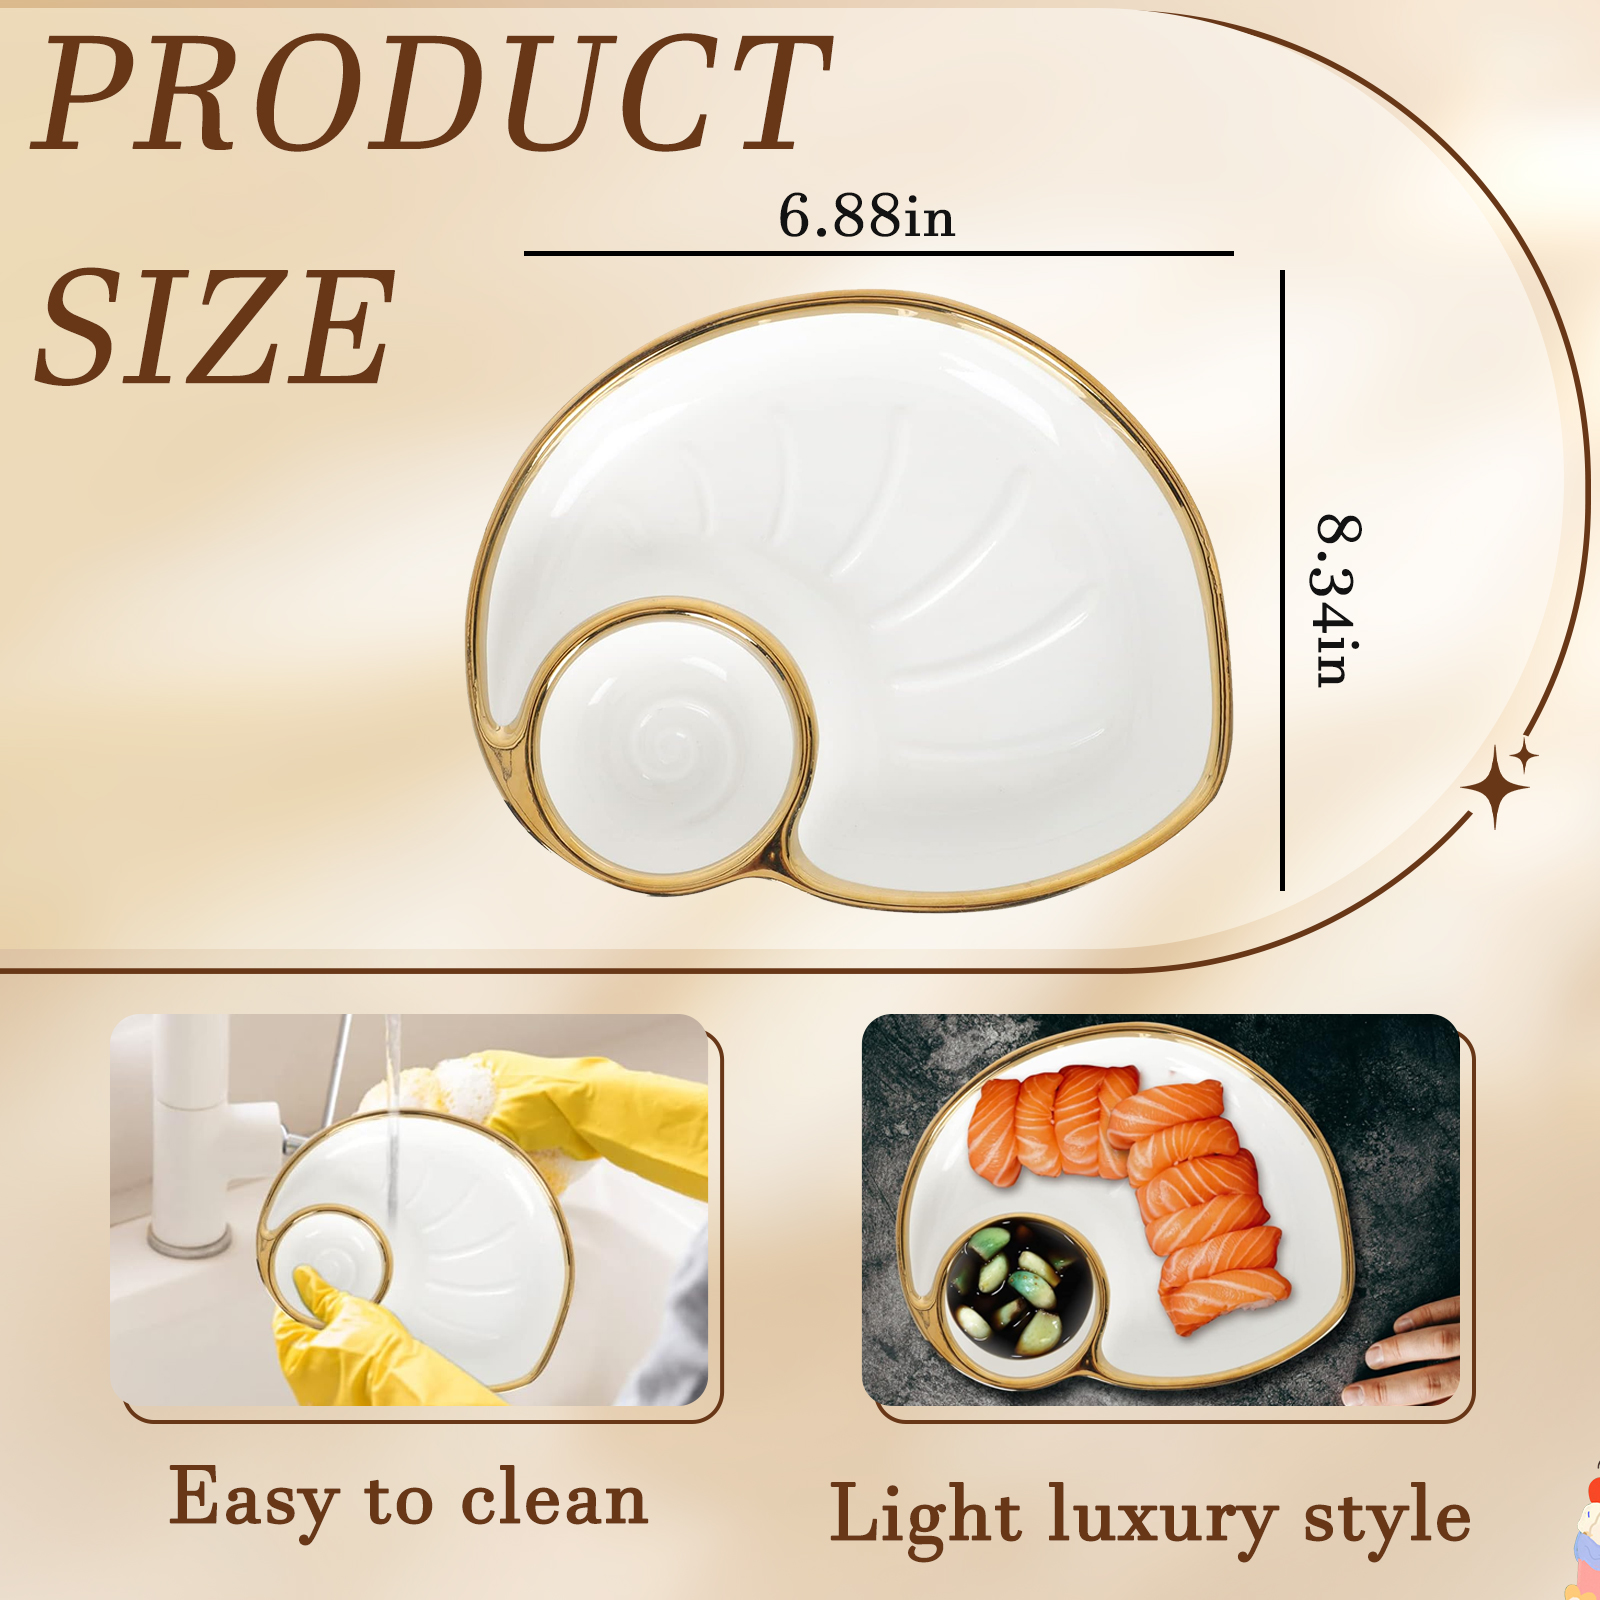 PRODUCT
SIZE
6.88in
8.34in
Easy to clean
Light luxury style